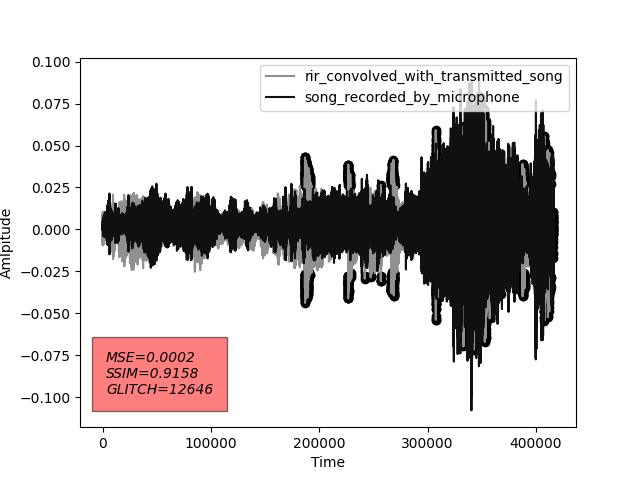 rir_convolved_with_transmitted_song
song_recorded_by_microphone
0.100
0.075
0.050
0.025
0.000
−0.025
−0.050
−0.075
−0.100
Amlpitude
MSE=0.0002
SSIM=0.9158
GLITCH=12646
0 100000 200000 300000 400000
Time